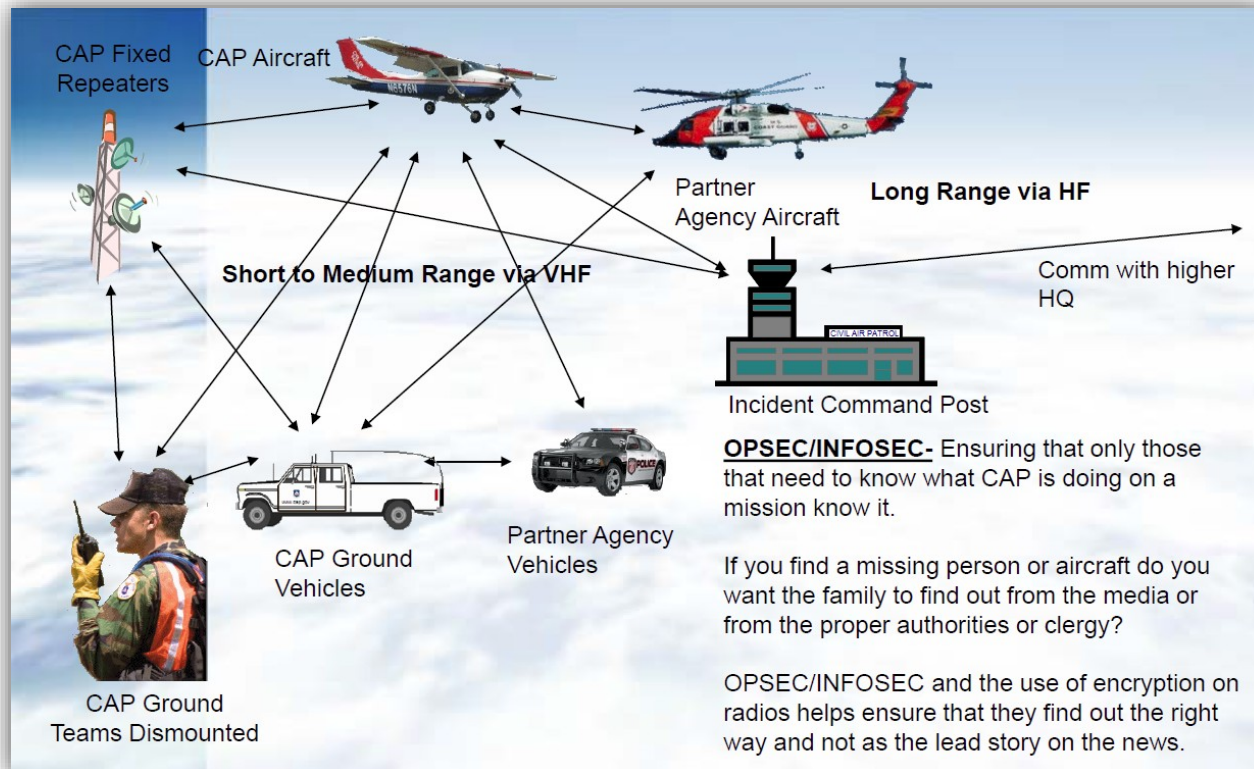 CAP Fixed
Repeaters
CAP Aircraft
N6576N
U.S. COAST GUARD
Partner
Agency Aircraft
Long Range via HF
Short to Medium Range via VHF
Comm with higher
HQ
CIVIL AIR PATROL
Incident Command Post
POLICE
CAP Ground
Vehicles
Partner Agency
Vehicles
CAP Ground
Teams Dismounted
OPSEC/INFOSEC- Ensuring that only those
that need to know what CAP is doing on a
mission know it.
If you find a missing person or aircraft do you
want the family to find out from the media or
from the proper authorities or clergy?
OPSEC/INFOSEC and the use of encryption on
radios helps ensure that they find out the right
way and not as the lead story on the news.